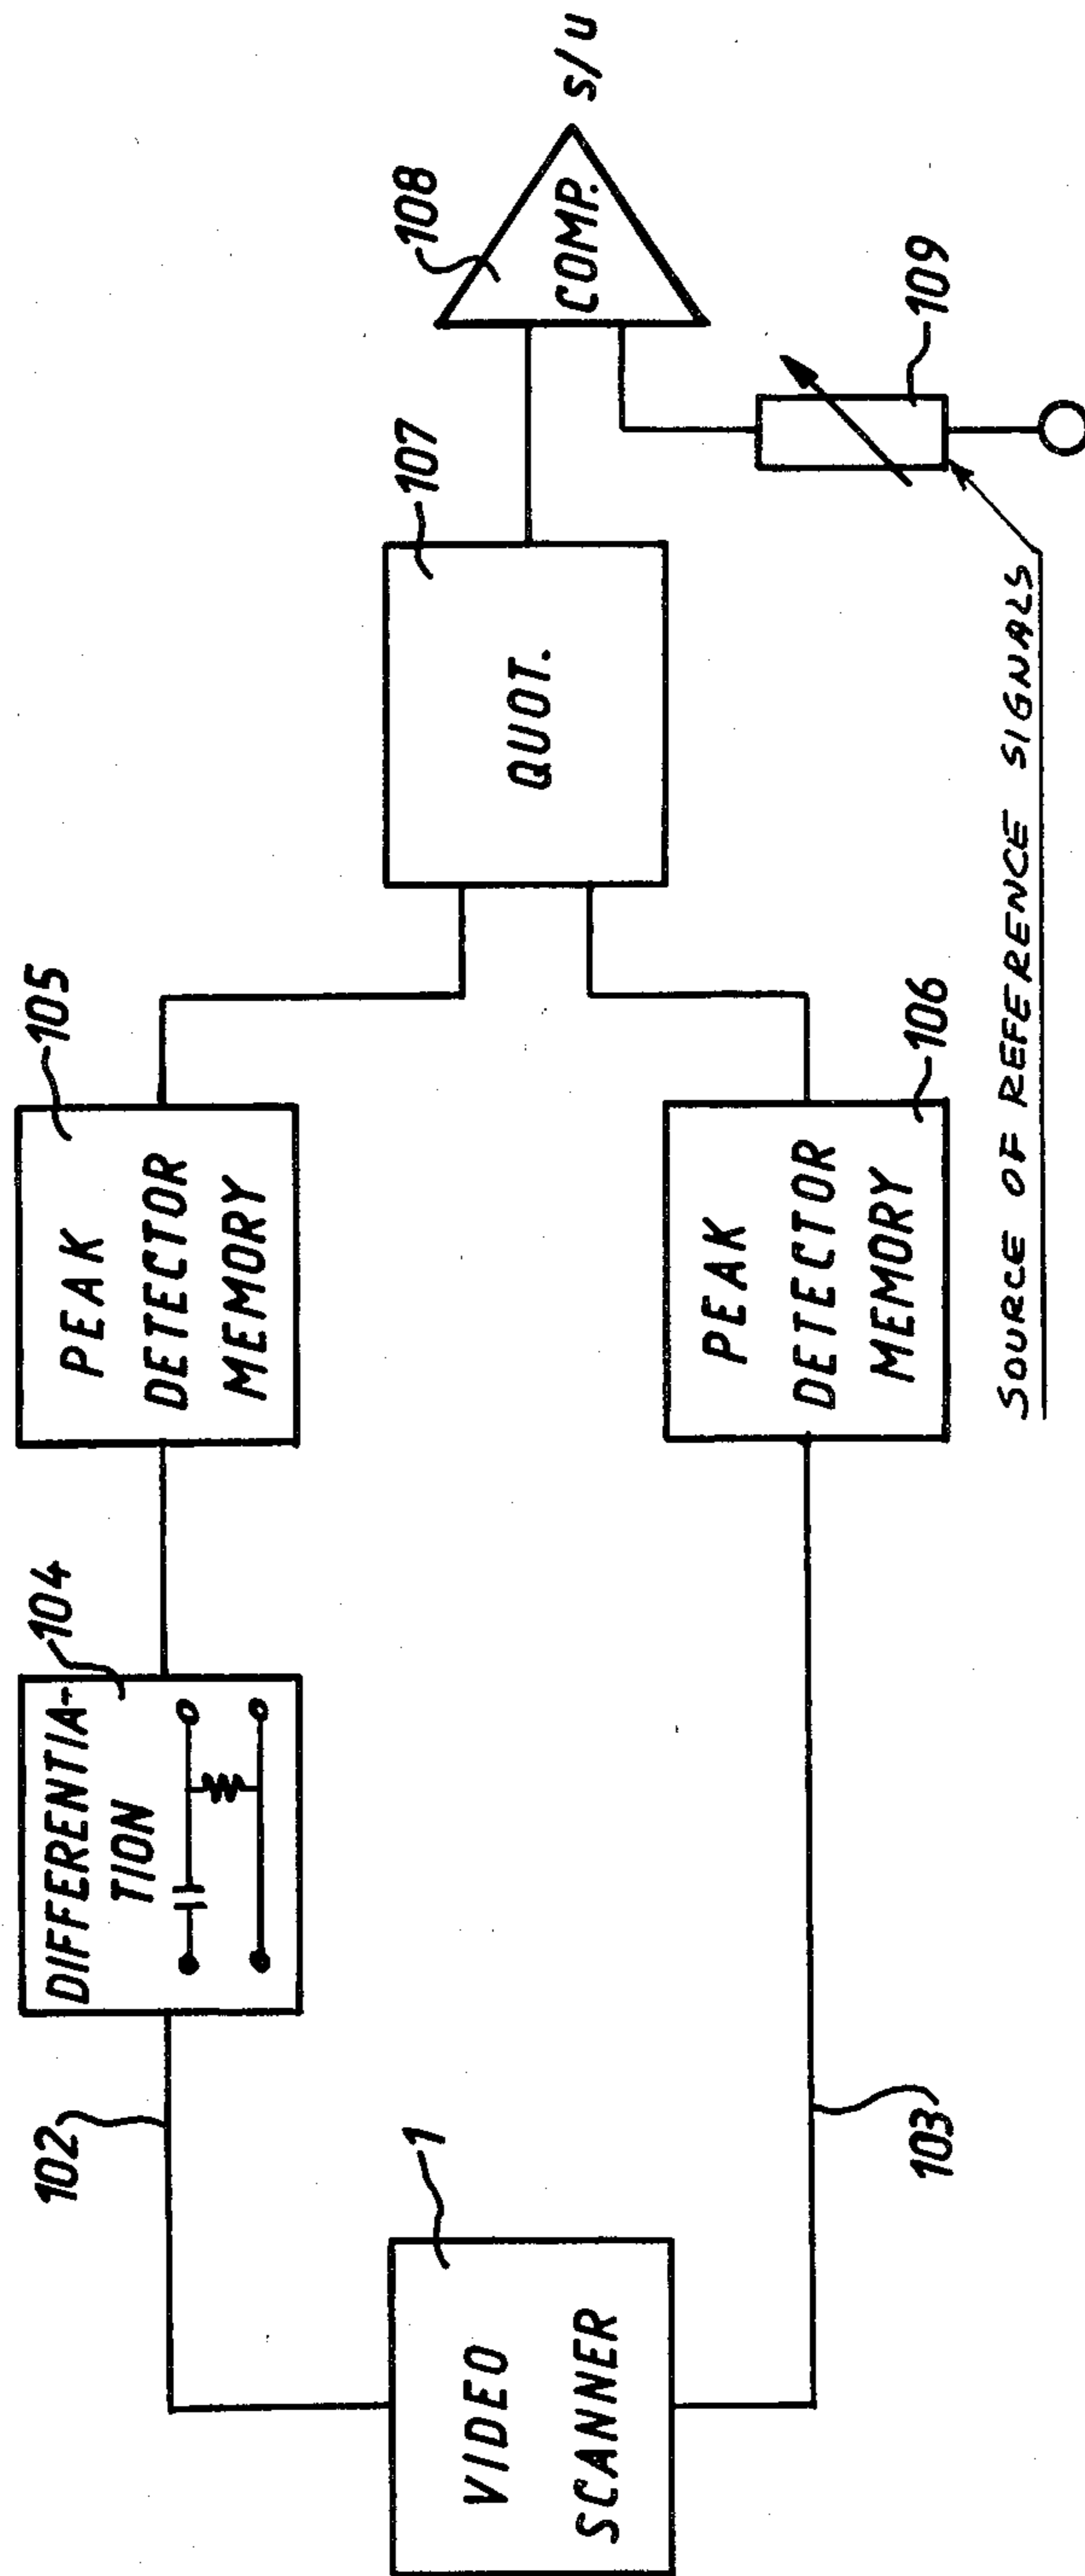 102
1
VIDEO
SCANNER
103
104
DIFFERENTIA-
TION
105
PEAK
DETECTOR
MEMORY
106
PEAK
DETECTOR
MEMORY
107
QUOT.
108
COMP.
s/u
109
SOURCE OF REFERENCE SIGNALS